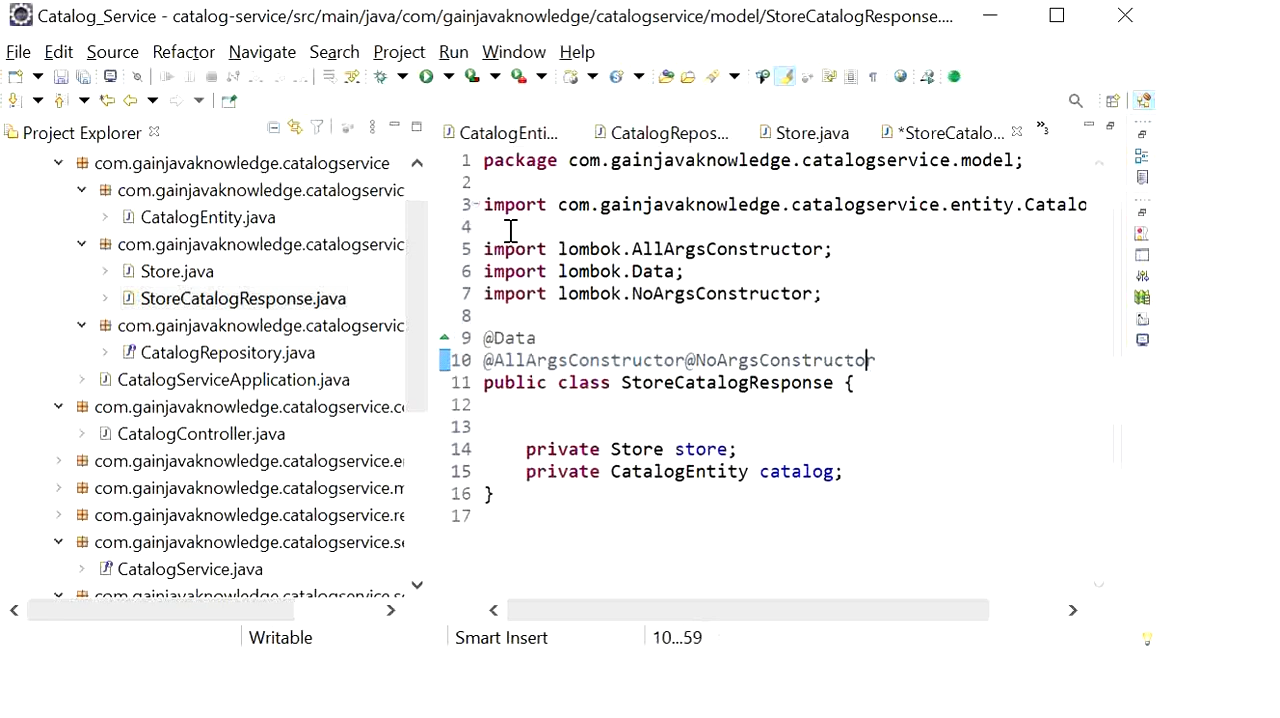 Catalog_Service - catalog-service/src/main/java/com/gainjavaknowledge/catalogservice/model/StoreCatalogResponse....
File Edit Source Refactor Navigate Search Project Run Window Help
Project Explorer
com.gainjavaknowledge.catalogservice
com.gainjavaknowledge.catalogservic
CatalogEntity.java
com.gainjavaknowledge.catalogservic
Store.java
StoreCatalogResponse.java
com.gainjavaknowledge.catalogservic
CatalogRepository.java
CatalogServiceApplication.java
com.gainjavaknowledge.catalogservice.c
CatalogController.java
com.gainjavaknowledge.catalogservice.e
com.gainjavaknowledge.catalogservice.m
com.gainjavaknowledge.catalogservice.re
com.gainjavaknowledge.catalogservice.se
CatalogService.java
CatalogEnti... CatalogRepos... Store.java *StoreCatalo...
1 package com.gainjavaknowledge.catalogservice.model;
2
3 import com.gainjavaknowledge.catalogservice.entity.Catalo
4
5 import lombok.AllArgsConstructor;
6 import lombok.Data;
7 import lombok.NoArgsConstructor;
8
9 @Data
10 @AllArgsConstructor@NoArgsConstructor
11 public class StoreCatalogResponse {
12
13
14 private Store store;
15 private CatalogEntity catalog;
16 }
17
Writable Smart Insert 10...59